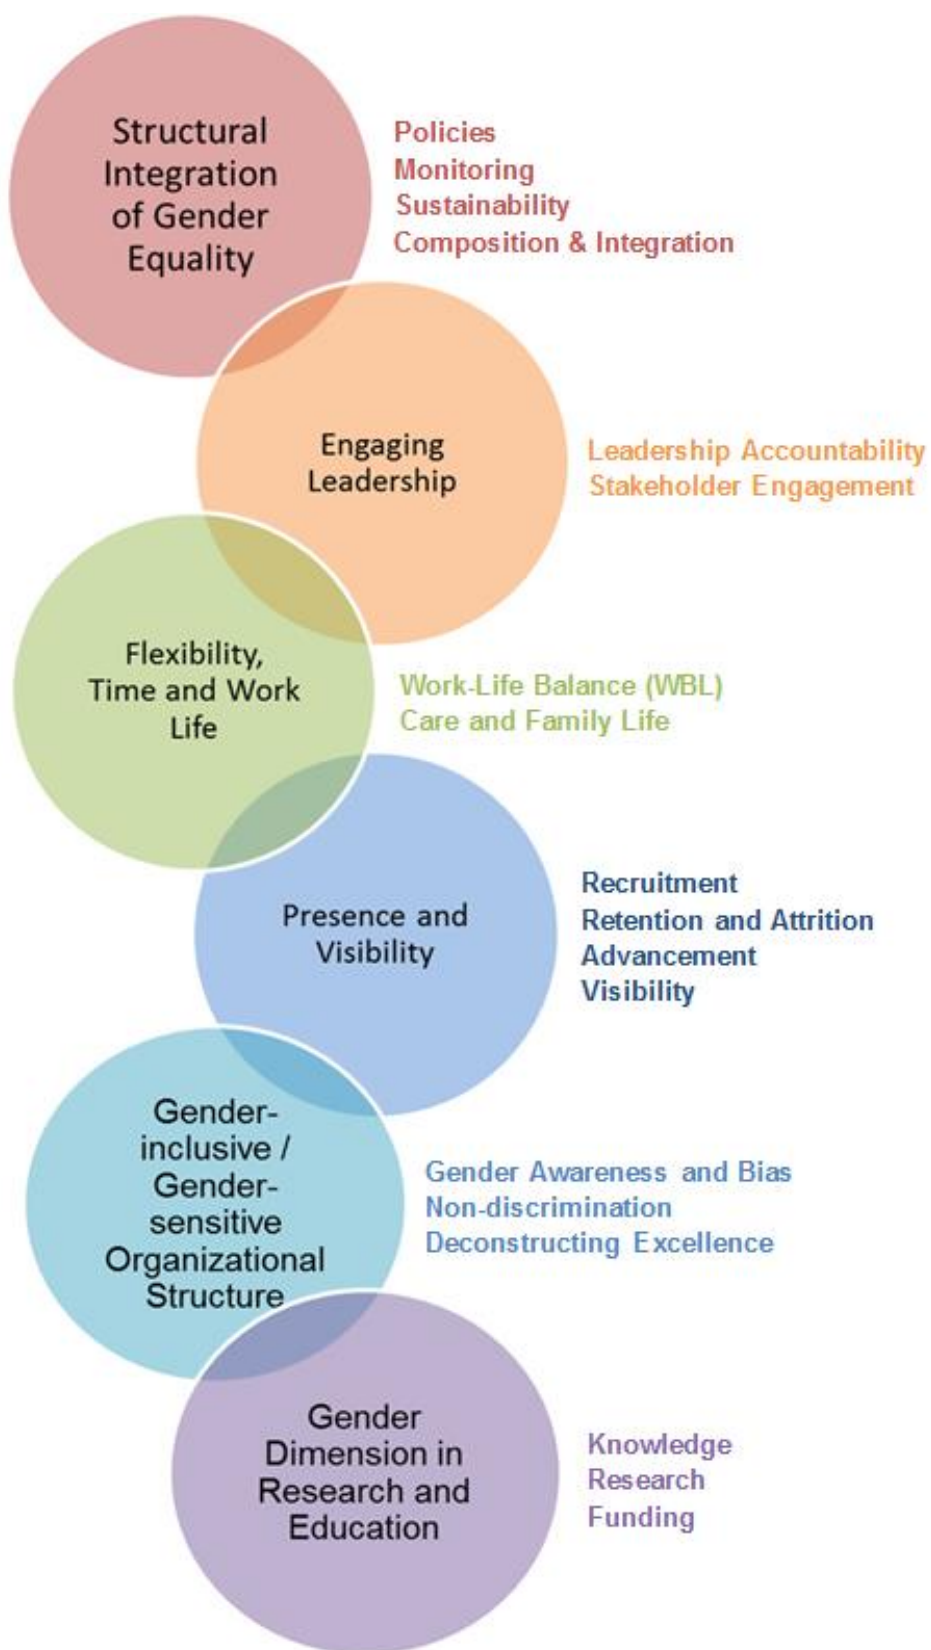 Structural
Integration
of Gender
Equality
Policies
Monitoring
Sustainability
Composition & Integration
Engaging
Leadership
Leadership Accountability
Stakeholder Engagement
Flexibility,
Time and Work
Life
Work-Life Balance (WBL)
Care and Family Life
Presence and
Visibility
Recruitment
Retention and Attrition
Advancement
Visibility
Gender-
inclusive /
Gender-
sensitive
Organizational
Structure
Gender Awareness and Bias
Non-discrimination
Deconstructing Excellence
Gender
Dimension in
Research and
Education
Knowledge
Research
Funding